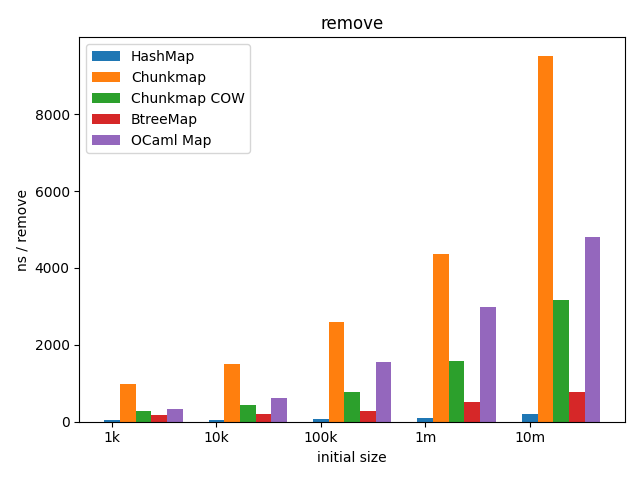 remove
HashMap
Chunkmap
Chunkmap COW
BtreeMap
OCaml Map
ns / remove
8000
6000
4000
2000
0
1k 10k 100k 1m 10m
initial size